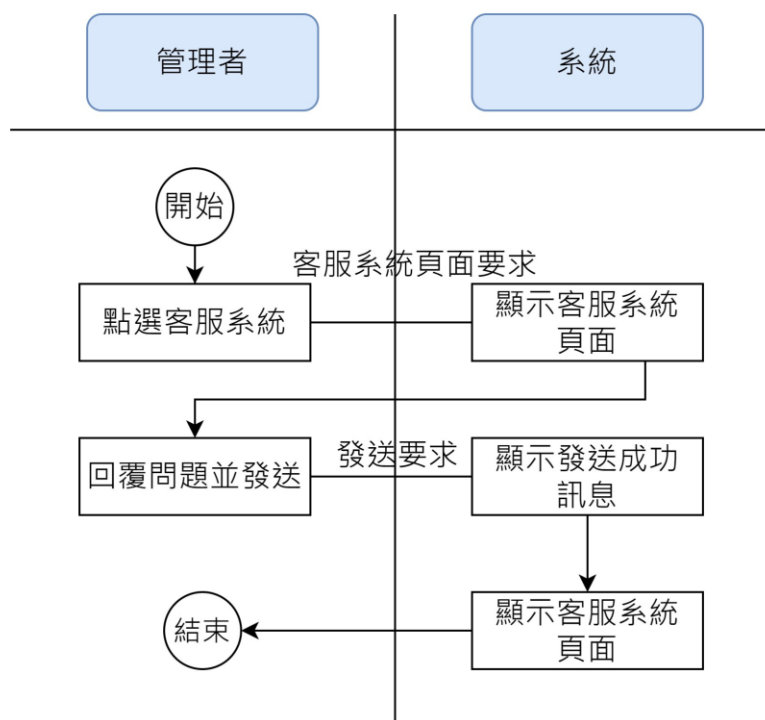 管理者
系統
開始
客服系統頁面要求
點選客服系統
顯示客服系統
頁面
回覆問題並發送
發送要求
顯示發送成功
訊息
顯示客服系統
頁面
結束